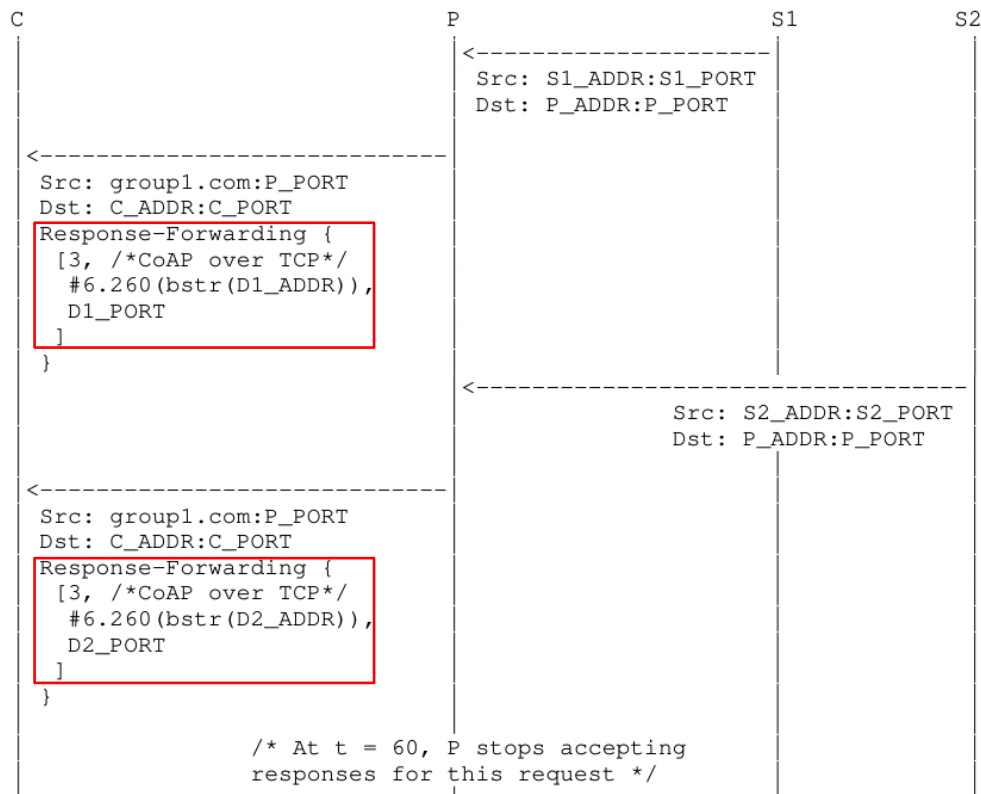 C P S1 S2
<---------------------
Src: S1_ADDR:S1_PORT
Dst: P_ADDR:P_PORT
<-----------------------------
Src: group1.com:P_PORT
Dst: C_ADDR:C_PORT
Response-Forwarding {
[3, /*CoAP over TCP*/
#6.260(bstr(D1_ADDR)),
D1_PORT
]
}
<-----------------------------------
Src: S2_ADDR:S2_PORT
Dst: P_ADDR:P_PORT
<-----------------------------
Src: group1.com:P_PORT
Dst: C_ADDR:C_PORT
Response-Forwarding {
[3, /*CoAP over TCP*/
#6.260(bstr(D2_ADDR)),
D2_PORT
]
}
/* At t = 60, P stops accepting
responses for this request */